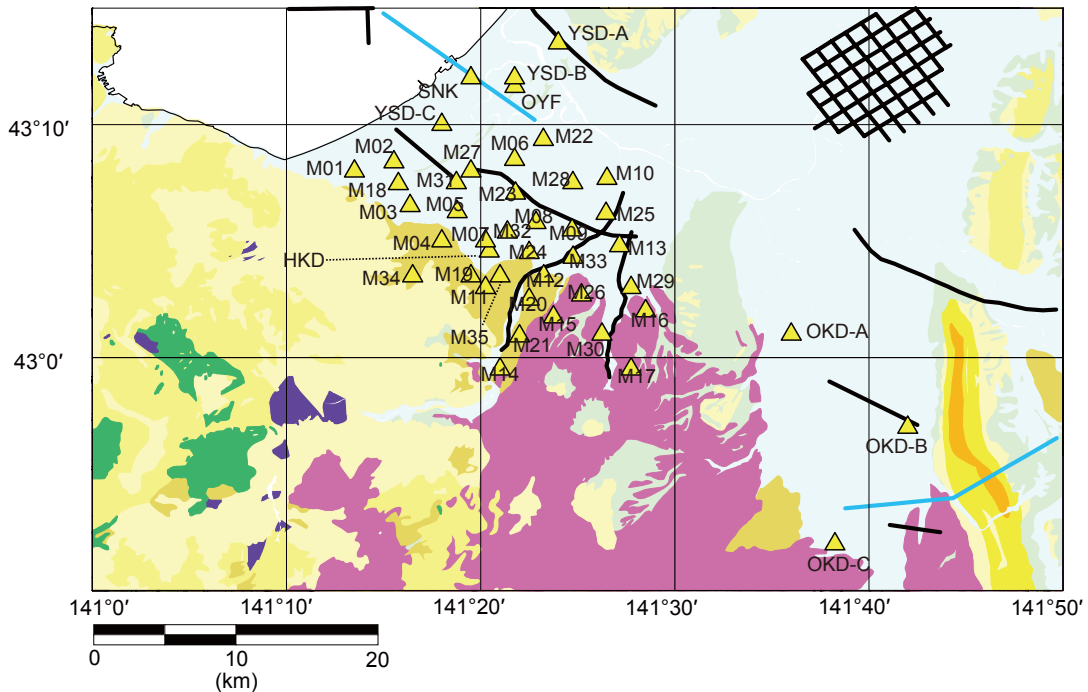 YSD-A
YSD-B
SNK
OYF
YSD-C
43°10′
M22
M02
M27
M06
M01
M10
M18
M31
M28
M23
M03
M05
M08
M25
M32
M09
M04
M07
M13
M24
HKD
M33
M34
M19
M12
M29
M11
M26
M20
M35
M15
M16
OKD-A
M21
M30
43°0′
M14
M17
OKD-B
OKD-C
141°0′ 141°10′ 141°20′ 141°30′ 141°40′ 141°50′
0 10 20
(km)